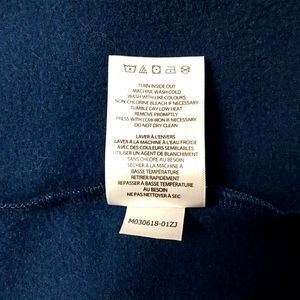 TURN INSIDE OUT
MACHINE WASH COLD
WASH WITH LIKE COLOURS
NON-CHLORINE BLEACH IF NECESSARY
TUMBLE DRY LOW HEAT
REMOVE PROMPTLY
PRESS WITH LOW IRON IF NECESSARY
DO NOT DRY CLEAN
LAVER À L'ENVERS
LAVER À LA MACHINE À L'EAU FROIDE
AVEC DES COULEURS SEMBLABLES
UTILISER UN AGENT DE BLANCHIMENT
SANS CHLORE AU BESOIN
SÉCHER À LA MACHINE À
BASSE TEMPÉRATURE
RETIRER RAPIDEMENT
REPASSER À BASSE TEMPÉRATURE
AU BESOIN
NE PAS NETTOYER À SEC
M030618-01ZJ